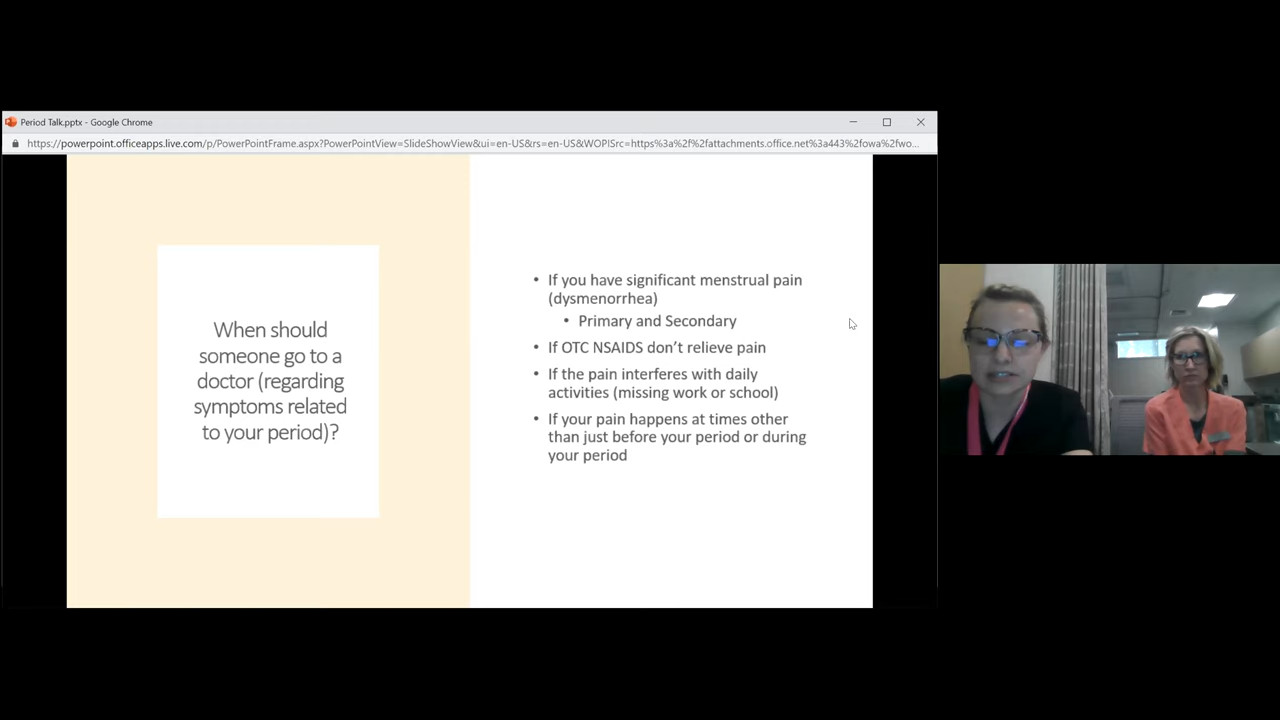 Period Talk.pptx - Google Chrome
https://powerpoint.officeapps.live.com/p/PowerPointFrame.aspx?PowerPointView=SlideShowView&ui=en-US&rs=en-US&WOPISrc=https%3a%2f%2fattachments.office.net%3a443%2fowa%2fwo...
When should
someone go to a
doctor (regarding
symptoms related
to your period)?
• If you have significant menstrual pain
(dysmenorrhea)
• Primary and Secondary
• If OTC NSAIDS don’t relieve pain
• If the pain interferes with daily
activities (missing work or school)
• If your pain happens at times other
than just before your period or during
your period